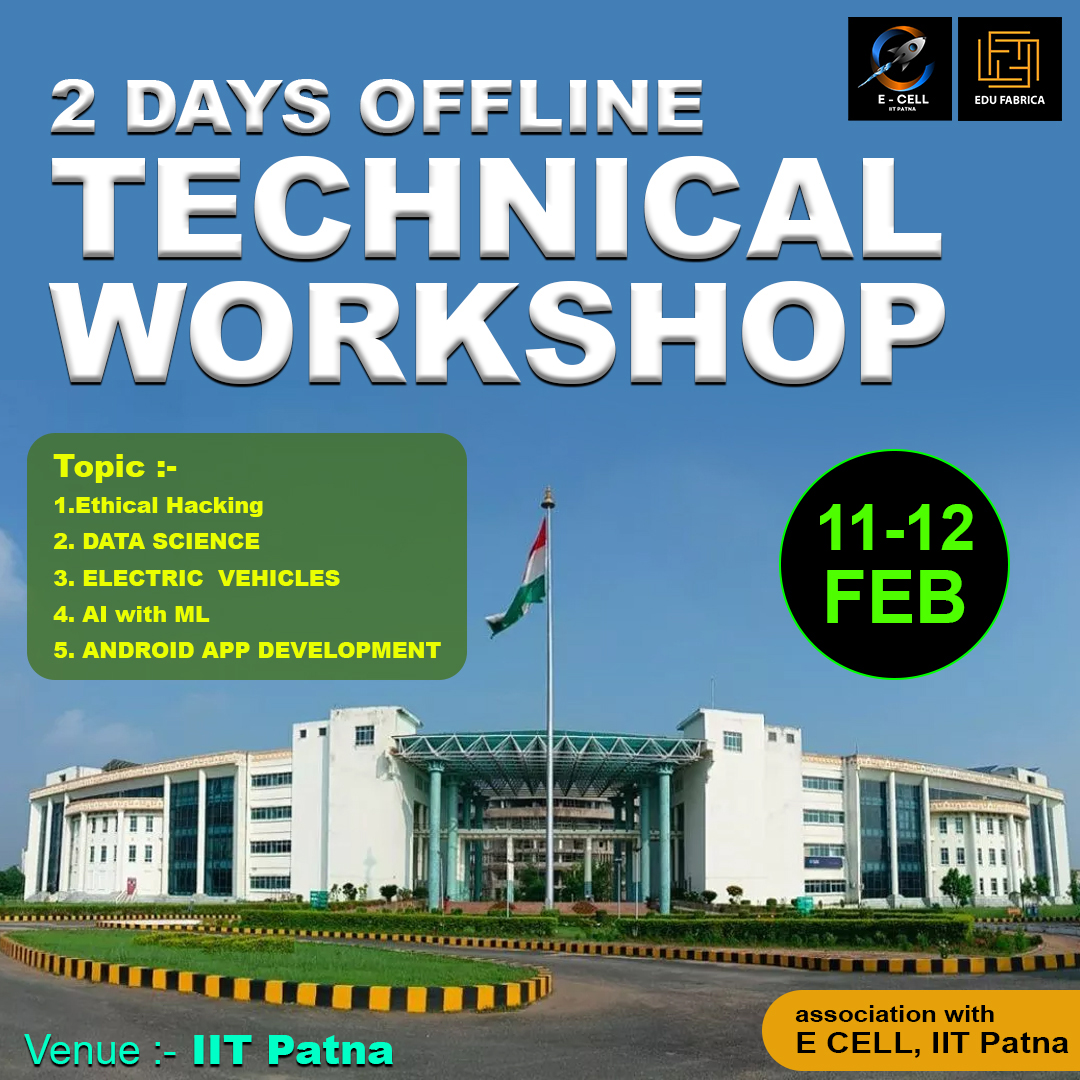 E - CELL
IIT PATNA
EDU FABRICA
2 DAYS OFFLINE
TECHNICAL
WORKSHOP
Topic :-
1.Ethical Hacking
2. DATA SCIENCE
3. ELECTRIC VEHICLES
4. AI with ML
5. ANDROID APP DEVELOPMENT
11-12
FEB
Venue :- IIT Patna
association with
E CELL, IIT Patna